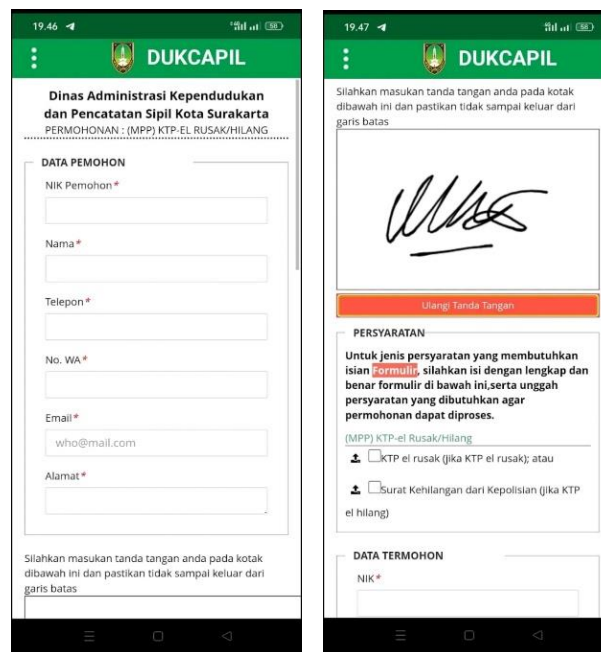 19.46
58
DUKCAPIL
Dinas Administrasi Kependudukan
dan Pencatatan Sipil Kota Surakarta
PERMOHONAN : (MPP) KTP-EL RUSAK/HILANG
DATA PEMOHON
NIK Pemohon*
Nama*
Telepon*
No. WA*
Email*
who@mail.com
Alamat*
Silahkan masukan tanda tangan anda pada kotak
dibawah ini dan pastikan tidak sampai keluar dari
garis batas
19.47
58
DUKCAPIL
Silahkan masukan tanda tangan anda pada kotak
dibawah ini dan pastikan tidak sampai keluar dari
garis batas
Ulangi Tanda Tangan
PERSYARATAN
Untuk jenis persyaratan yang membutuhkan
isian Formulir, silahkan isi dengan lengkap dan
benar formulir di bawah ini,serta unggah
persyaratan yang dibutuhkan agar
permohonan dapat diproses.
(MPP) KTP-el Rusak/Hilang
KTP el rusak (jika KTP el rusak); atau
Surat Kehilangan dari Kepolisian (jika KTP
el hilang)
DATA TERMOHON
NIK*